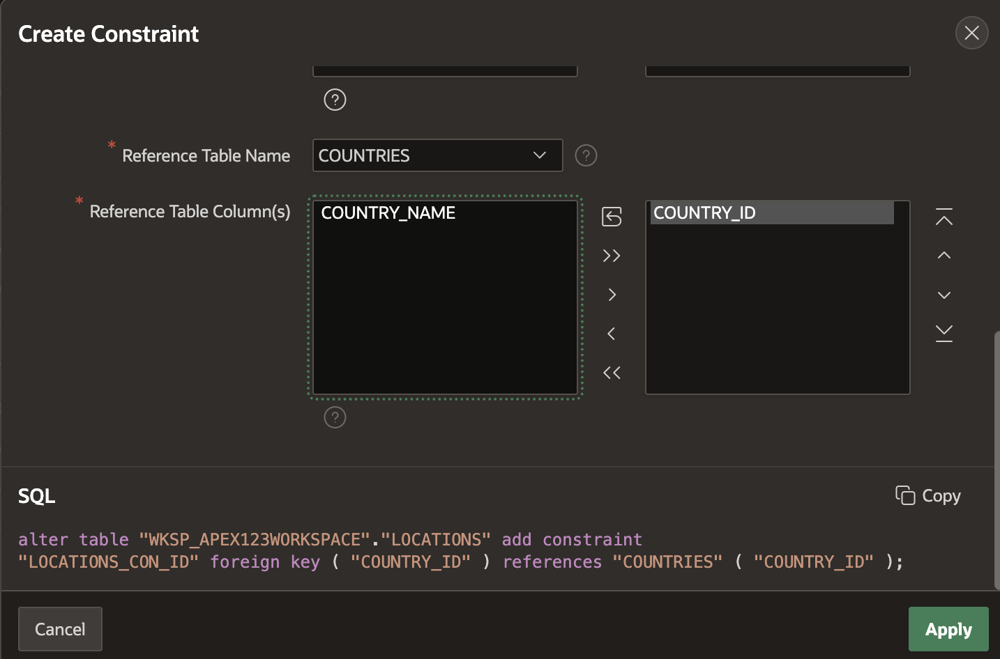 Create Constraint
?
* Reference Table Name
COUNTRIES
?
* Reference Table Column(s)
COUNTRY_NAME
COUNTRY_ID
?
SQL
Copy
alter table "WKSP_APEX123WORKSPACE"."LOCATIONS" add constraint
"LOCATIONS_CON_ID" foreign key ( "COUNTRY_ID" ) references "COUNTRIES" ( "COUNTRY_ID" );
Cancel
Apply